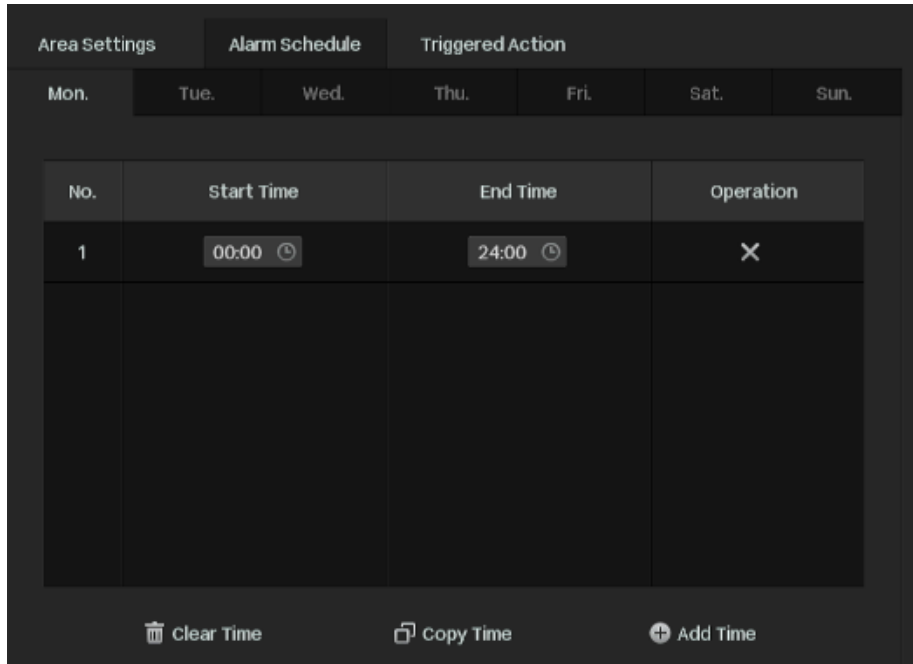 Area Settings Alarm Schedule Triggered Action
Mon. Tue. Wed. Thu. Fri. Sat. Sun.
No. Start Time End Time Operation
1 00:00 24:00
Clear Time Copy Time Add Time